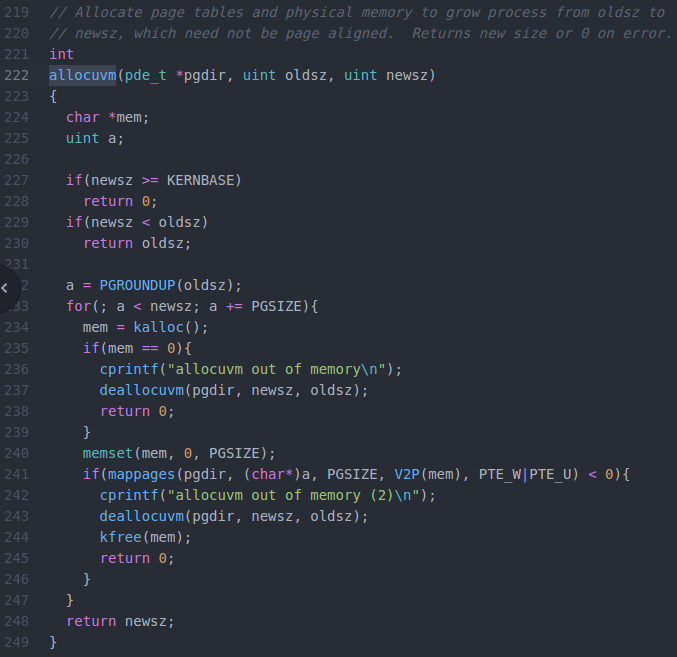 219 // Allocate page tables and physical memory to grow process from oldsz to
220 // newsz, which need not be page aligned.  Returns new size or 0 on error.
221 int
222 allocuvm(pde_t *pgdir, uint oldsz, uint newsz)
223 {
224   char *mem;
225   uint a;
226
227   if(newsz >= KERNBASE)
228     return 0;
229   if(newsz < oldsz)
230     return oldsz;
231
2   a = PGROUNDUP(oldsz);
33   for(; a < newsz; a += PGSIZE){
234     mem = kalloc();
235     if(mem == 0){
236       cprintf("allocuvm out of memory\n");
237       deallocuvm(pgdir, newsz, oldsz);
238       return 0;
239     }
240     memset(mem, 0, PGSIZE);
241     if(mappages(pgdir, (char*)a, PGSIZE, V2P(mem), PTE_W|PTE_U) < 0){
242       cprintf("allocuvm out of memory (2)\n");
243       deallocuvm(pgdir, newsz, oldsz);
244       kfree(mem);
245       return 0;
246     }
247   }
248   return newsz;
249 }